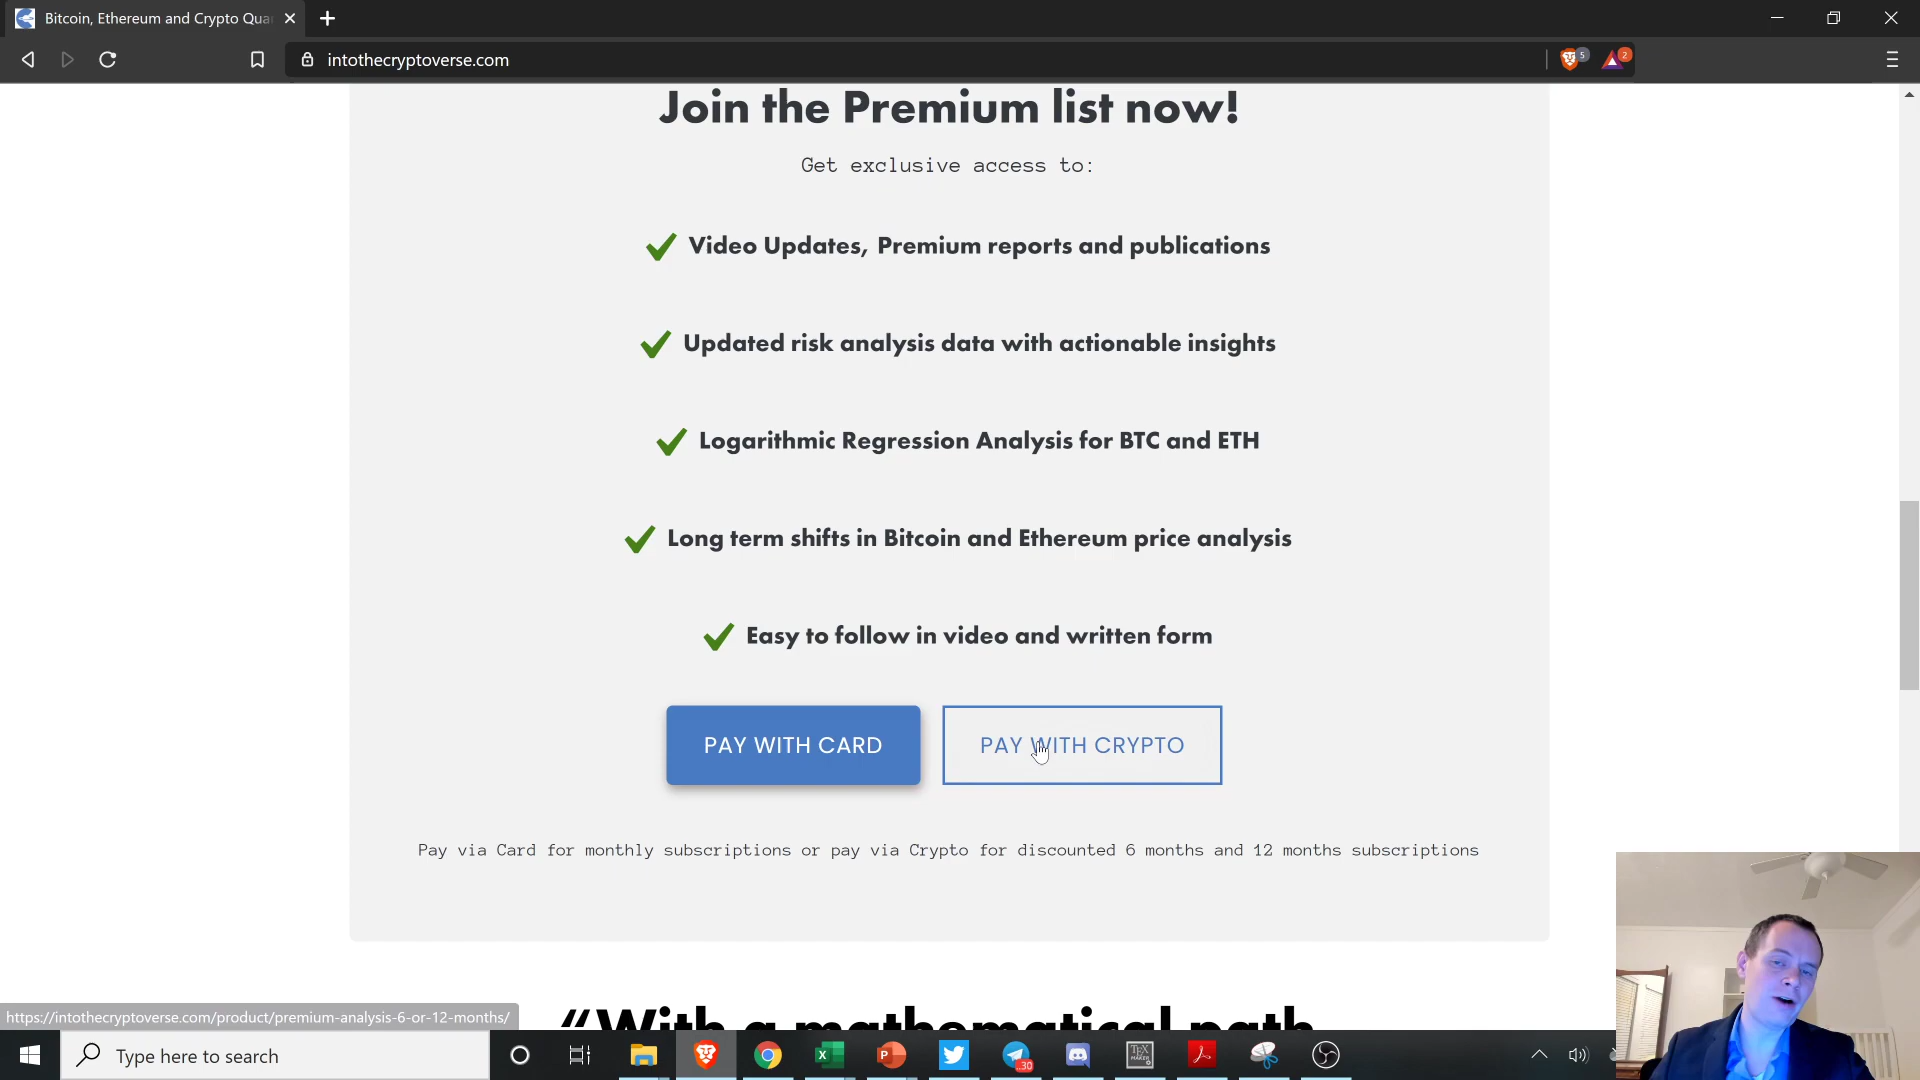 Bitcoin, Ethereum and Crypto Qua
intothecryptoverse.com
5
2
Join the Premium list now!
Get exclusive access to:
Video Updates, Premium reports and publications
Updated risk analysis data with actionable insights
Logarithmic Regression Analysis for BTC and ETH
Long term shifts in Bitcoin and Ethereum price analysis
Easy to follow in video and written form
PAY WITH CARD
PAY WITH CRYPTO
Pay via Card for monthly subscriptions or pay via Crypto for discounted 6 months and 12 months subscriptions
“With a mathematical path
https://intothecryptoverse.com/product/premium-analysis-6-or-12-months/
Type here to search
30